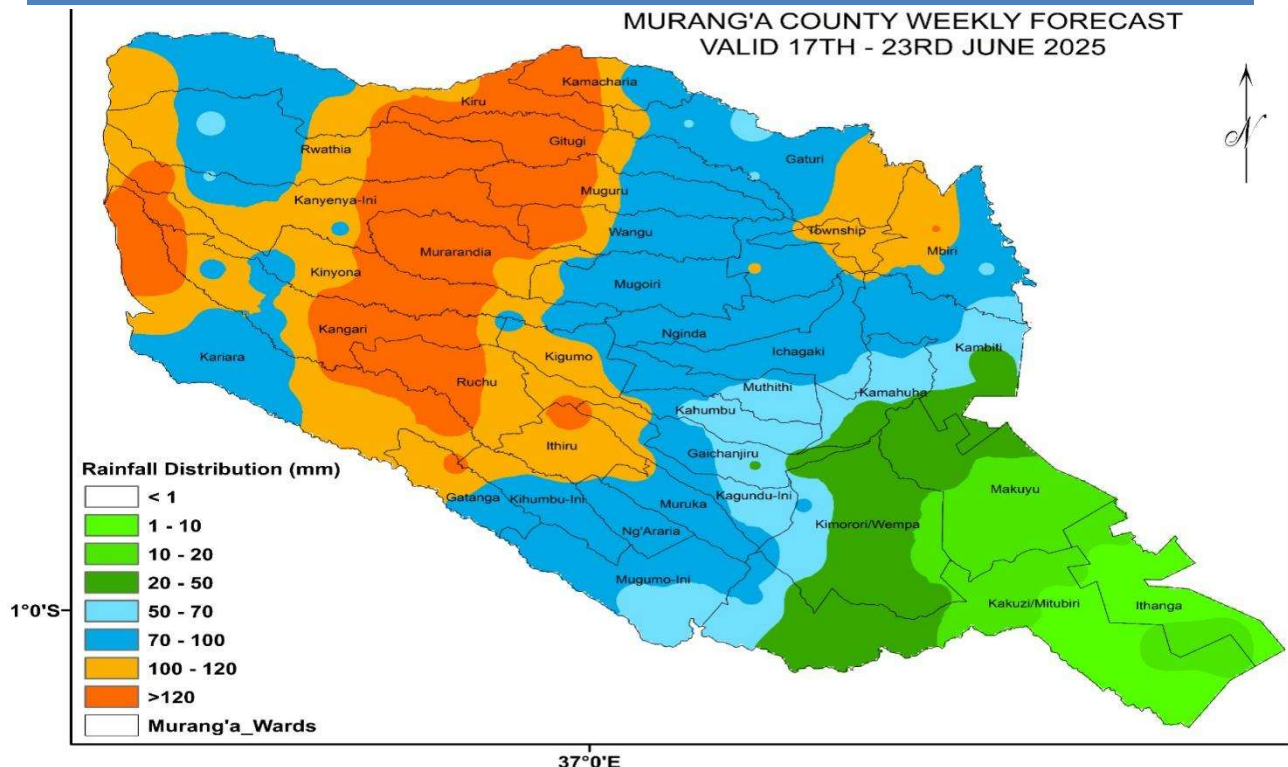 MURANG'A COUNTY WEEKLY FORECAST
VALID 17TH - 23RD JUNE 2025
N
Kamacharia
Kiru
Gitugi
Rwathia
Gaturi
Muguru
Kanyenya-Ini
Wangu
Township
Murarandia
Mbiri
Kinyona
Mugoiri
Kangari
Nginda
Kariara
Kigumo
Ichagaki
Kambiti
Ruchu
Muthithi
Kamahuha
Kahumbu
Ithiru
Gaichanjiru
Makuyu
Gatanga
Kihumbu-Ini
Muruka
Kagundu-Ini
Ng'Araria
Kimorori/Wempa
Mugumo-Ini
Kakuzi/Mitubiri
Ithanga
Rainfall Distribution (mm)
< 1
1 - 10
10 - 20
20 - 50
50 - 70
70 - 100
100 - 120
>120
Murang'a_Wards
1°0'S
37°0'E